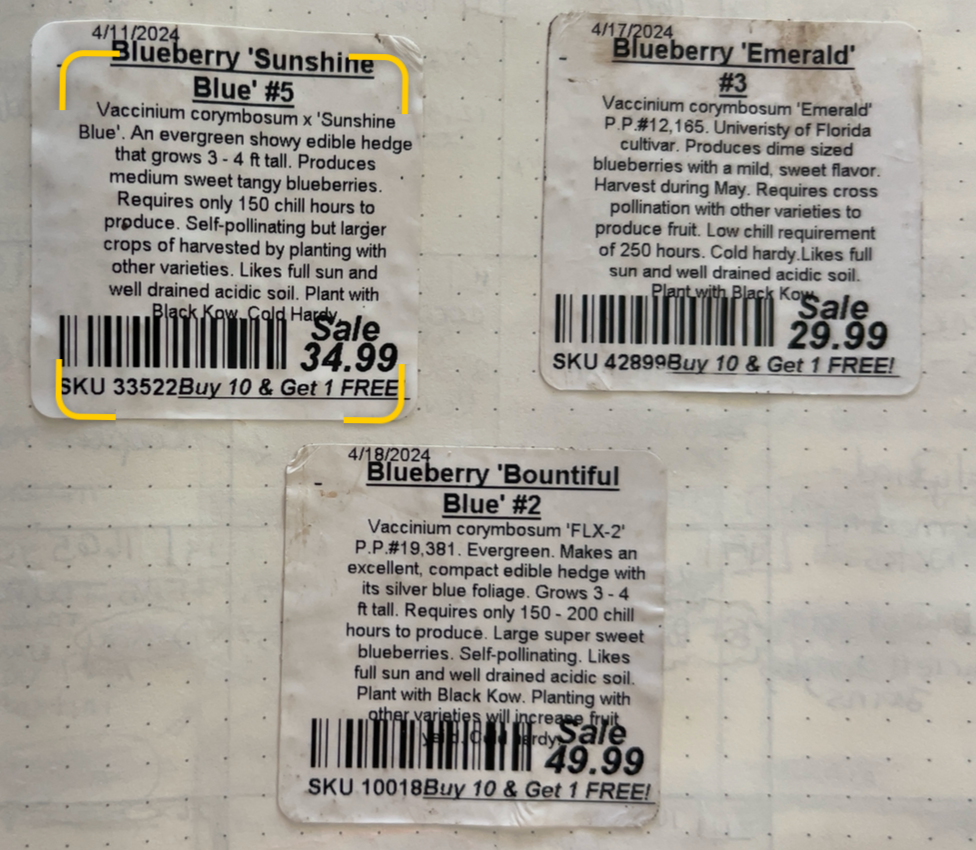 4/11/2024
Blueberry 'Sunshine
Blue' #5
Vaccinium corymbosum x 'Sunshine
Blue'. An evergreen showy edible hedge
that grows 3 - 4 ft tall. Produces
medium sweet tangy blueberries.
Requires only 150 chill hours to
produce. Self-pollinating but larger
crops of harvested by planting with
other varieties. Likes full sun and
well drained acidic soil. Plant with
Black Kow. Cold Hardy.
Sale
34.99
SKU 33522Buy 10 & Get 1 FREE
4/17/2024
Blueberry 'Emerald'
#3
Vaccinium corymbosum 'Emerald'
P.P.#12,165. Univeristy of Florida
cultivar. Produces dime sized
blueberries with a mild, sweet flavor.
Harvest during May. Requires cross
pollination with other varieties to
produce fruit. Low chill requirement
of 250 hours. Cold hardy.Likes full
sun and well drained acidic soil.
Plant with Black Kow.
Sale
29.99
SKU 42899Buy 10 & Get 1 FREE!
4/18/2024
Blueberry 'Bountiful
Blue' #2
Vaccinium corymbosum 'FLX-2'
P.P.#19,381. Evergreen. Makes an
excellent, compact edible hedge with
its silver blue foliage. Grows 3 - 4
ft tall. Requires only 150 - 200 chill
hours to produce. Large super sweet
blueberries. Self-pollinating. Likes
full sun and well drained acidic soil.
Plant with Black Kow. Planting with
other varieties will increase fruit
Sale
49.99
SKU 10018Buy 10 & Get 1 FREE!